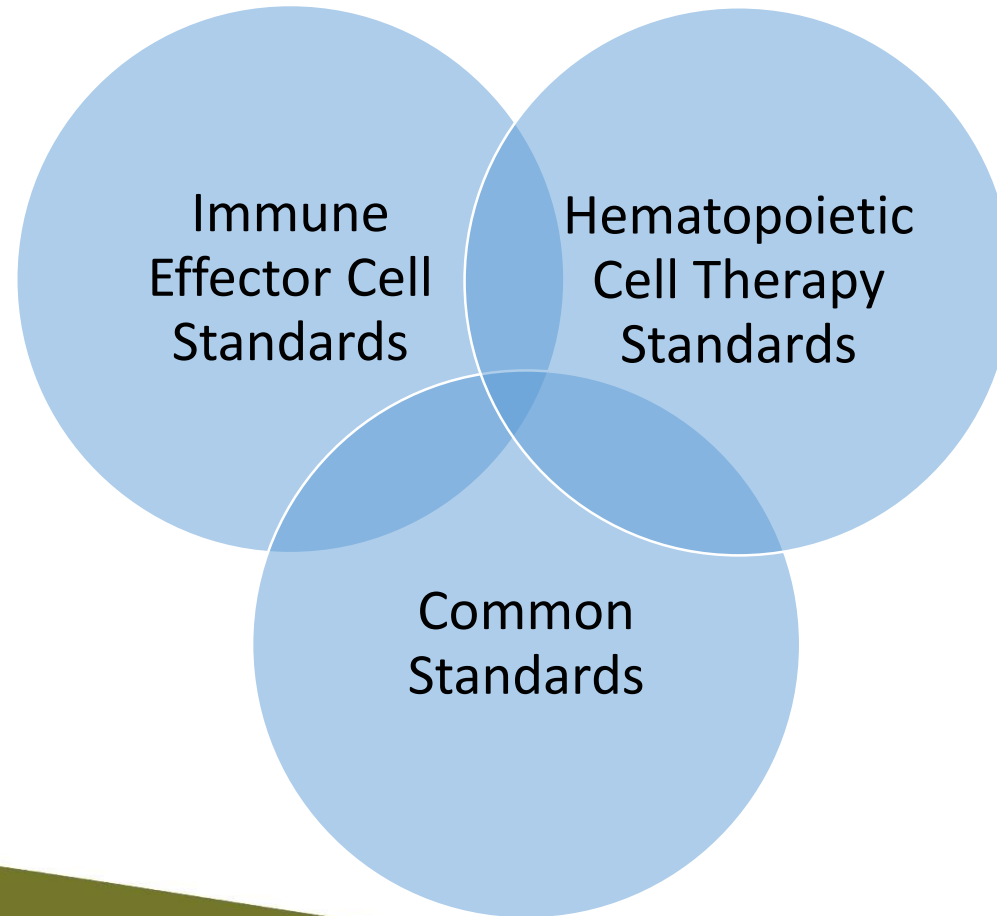 Immune
Effector Cell
Standards
Hematopoietic
Cell Therapy
Standards
Common
Standards